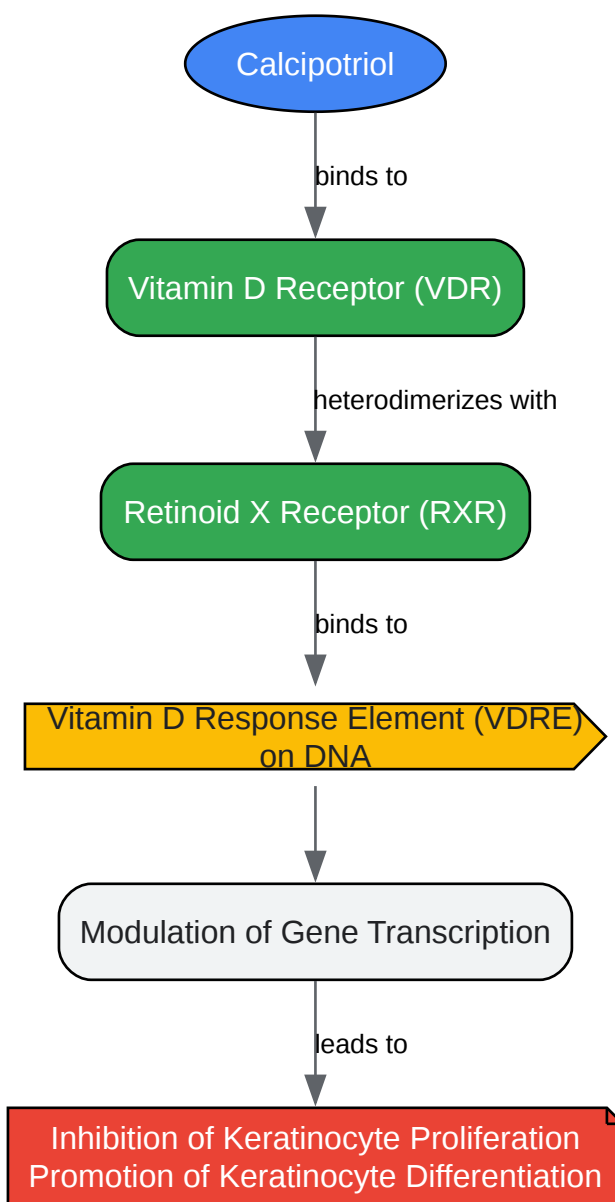 Calcipotriol
binds to
Vitamin D Receptor (VDR)
heterodimerizes with
Retinoid X Receptor (RXR)
binds to
Vitamin D Response Element (VDRE)
on DNA
Modulation of Gene Transcription
leads to
Inhibition of Keratinocyte Proliferation
Promotion of Keratinocyte Differentiation